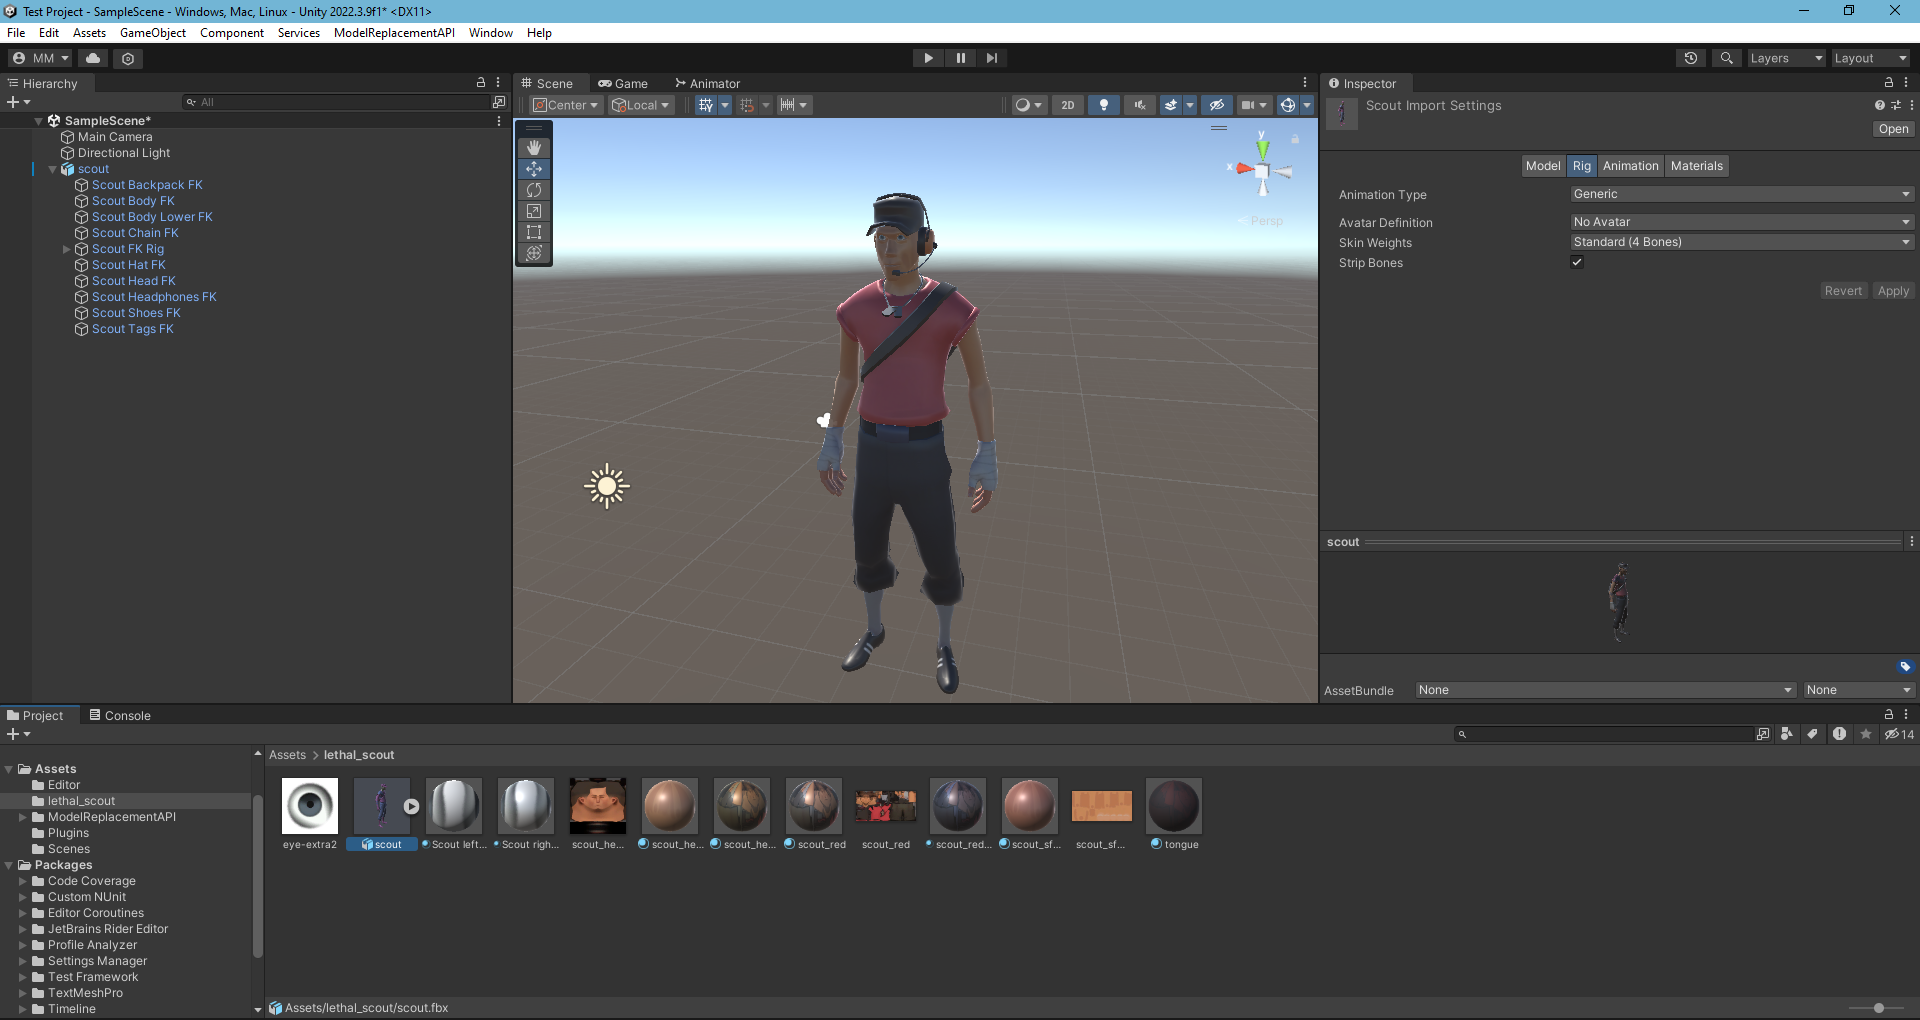 Test Project - SampleScene - Windows, Mac, Linux - Unity 2022.3.9f1* <DX11>
File Edit Assets GameObject Component Services ModelReplacementAPI Window Help
MM
Layers
Layout
Hierarchy
All
SampleScene*
Main Camera
Directional Light
scout
Scout Backpack FK
Scout Body FK
Scout Body Lower FK
Scout Chain FK
Scout FK Rig
Scout Hat FK
Scout Head FK
Scout Headphones FK
Scout Shoes FK
Scout Tags FK
Scene
Game
Animator
Center
Local
2D
y
x
Persp
Inspector
Scout Import Settings
Open
Model Rig Animation Materials
Animation Type Generic
Avatar Definition No Avatar
Skin Weights Standard (4 Bones)
Strip Bones
Revert Apply
scout
AssetBundle None None
Project
Console
14
Assets
Editor
lethal_scout
ModelReplacementAPI
Plugins
Scenes
Packages
Code Coverage
Custom NUnit
Editor Coroutines
JetBrains Rider Editor
Profile Analyzer
Settings Manager
Test Framework
TextMeshPro
Timeline
Assets > lethal_scout
eye-extra2 scout Scout left... Scout righ... scout_he... scout_he... scout_he... scout_red scout_red scout_red... scout_sf... scout_sf... tongue
Assets/lethal_scout/scout.fbx